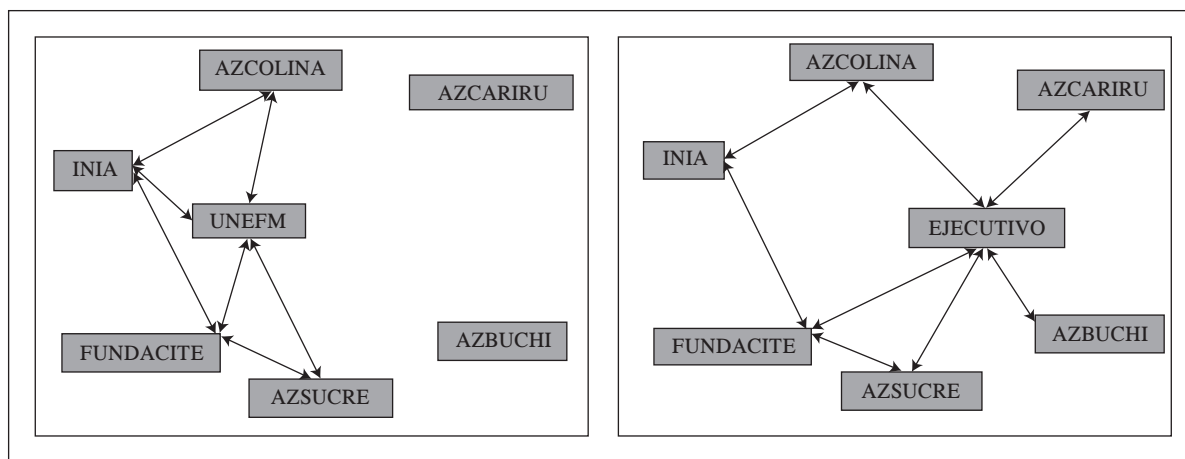 AZCOLINA
AZCARIRU
INIA
UNEFM
FUNDACITE
AZBUCHI
AZSUCRE
AZCOLINA
AZCARIRU
INIA
EJECUTIVO
FUNDACITE
AZBUCHI
AZSUCRE